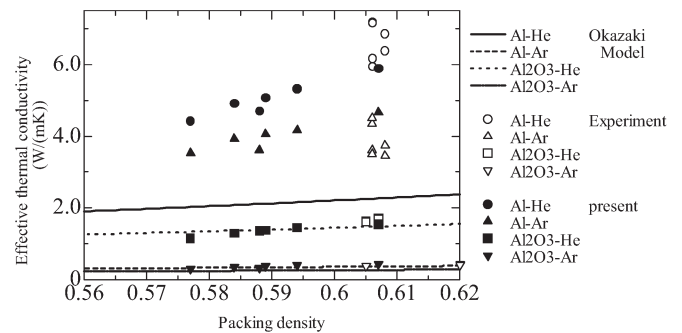 Effective thermal conductivity
(W/(mK))
6.0
4.0
2.0
0
0.56 0.57 0.58 0.59 0.60 0.61 0.62
Packing density
Al-He Okazaki
Al-Ar Model
Al2O3-He
Al2O3-Ar
Al-He Experiment
Al-Ar
Al2O3-He
Al2O3-Ar
Al-He present
Al-Ar
Al2O3-He
Al2O3-Ar